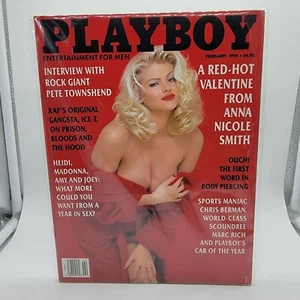 PLAYBOY
ENTERTAINMENT FOR MEN
FEBRUARY 1994 • $4.95
INTERVIEW WITH
ROCK GIANT
PETE TOWNSHEND
RAP'S ORIGINAL
GANGSTA, ICE-T,
ON PRISON,
BLOODS AND
THE HOOD
HEIDI,
MADONNA,
AMY AND JOEY:
WHAT MORE
COULD YOU
WANT FROM A
YEAR IN SEX?
A RED-HOT
VALENTINE
FROM
ANNA
NICOLE
SMITH
OUCH!
THE FIRST
WORD IN
BODY PIERCING
SPORTS MANIAC
CHRIS BERMAN,
WORLD-CLASS
SCOUNDREL
MARC RICH
AND PLAYBOY'S
CAR OF THE YEAR